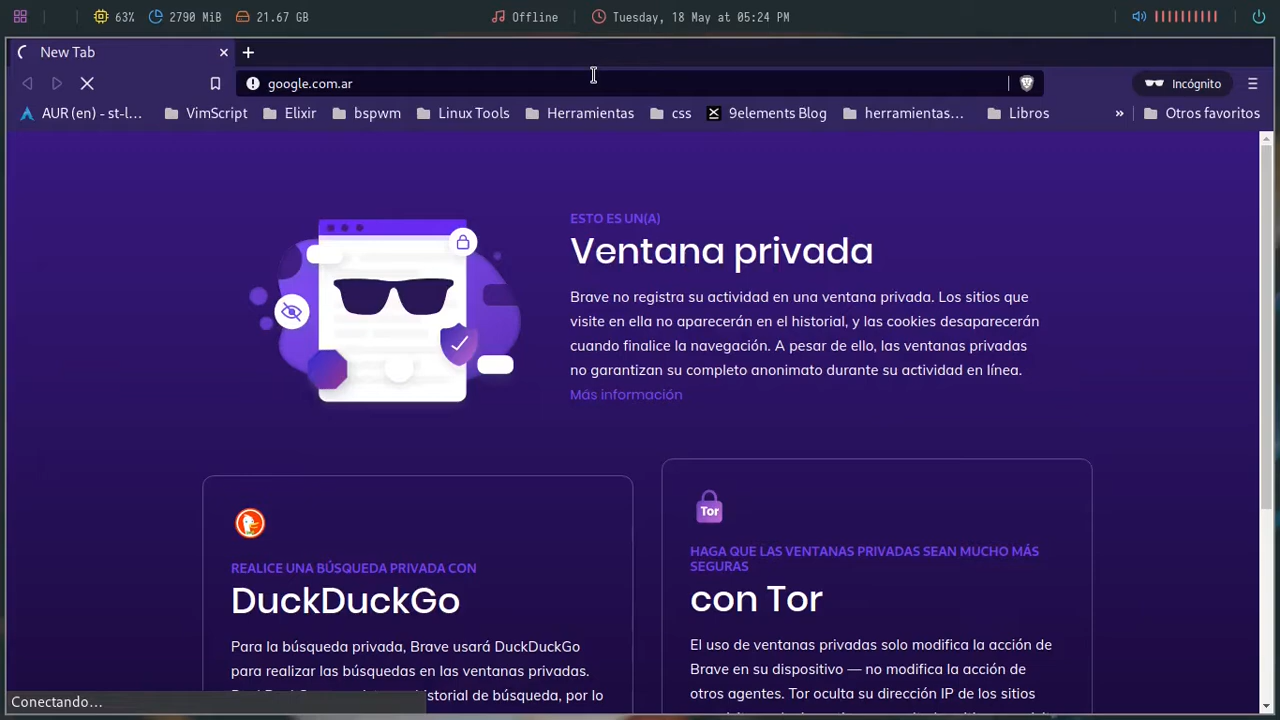 63% 2790 MiB 21.67 GB Offline Tuesday, 18 May at 05:24 PM
New Tab
google.com.ar Incógnito
AUR (en) - st-l... VimScript Elixir bspwm Linux Tools Herramientas css 9elements Blog herramientas... Libros » Otros favoritos
ESTO ES UN(A)
Ventana privada
Brave no registra su actividad en una ventana privada. Los sitios que
visite en ella no aparecerán en el historial, y las cookies desaparecerán
cuando finalice la navegación. A pesar de ello, las ventanas privadas
no garantizan su completo anonimato durante su actividad en línea.
Más información
REALICE UNA BÚSQUEDA PRIVADA CON
DuckDuckGo
Para la búsqueda privada, Brave usará DuckDuckGo
para realizar las búsquedas en las ventanas privadas.
historial de búsqueda, por lo
Tor
HAGA QUE LAS VENTANAS PRIVADAS SEAN MUCHO MÁS
SEGURAS
con Tor
El uso de ventanas privadas solo modifica la acción de
Brave en su dispositivo — no modifica la acción de
otros agentes. Tor oculta su dirección IP de los sitios
Conectando...